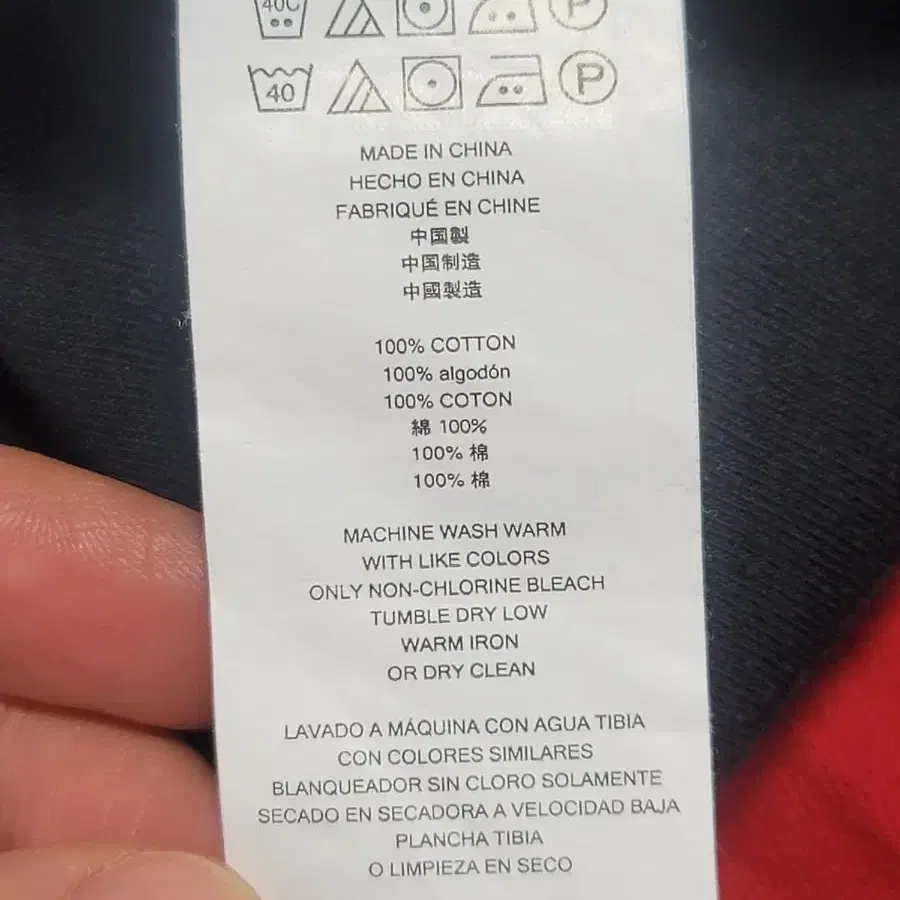 40C P
40 P
MADE IN CHINA
HECHO EN CHINA
FABRIQUÉ EN CHINE
中国製
中国制造
中國製造
100% COTTON
100% algodón
100% COTON
綿 100%
100% 棉
100% 棉
MACHINE WASH WARM
WITH LIKE COLORS
ONLY NON-CHLORINE BLEACH
TUMBLE DRY LOW
WARM IRON
OR DRY CLEAN
LAVADO A MÁQUINA CON AGUA TIBIA
CON COLORES SIMILARES
BLANQUEADOR SIN CLORO SOLAMENTE
SECADO EN SECADORA A VELOCIDAD BAJA
PLANCHA TIBIA
O LIMPIEZA EN SECO